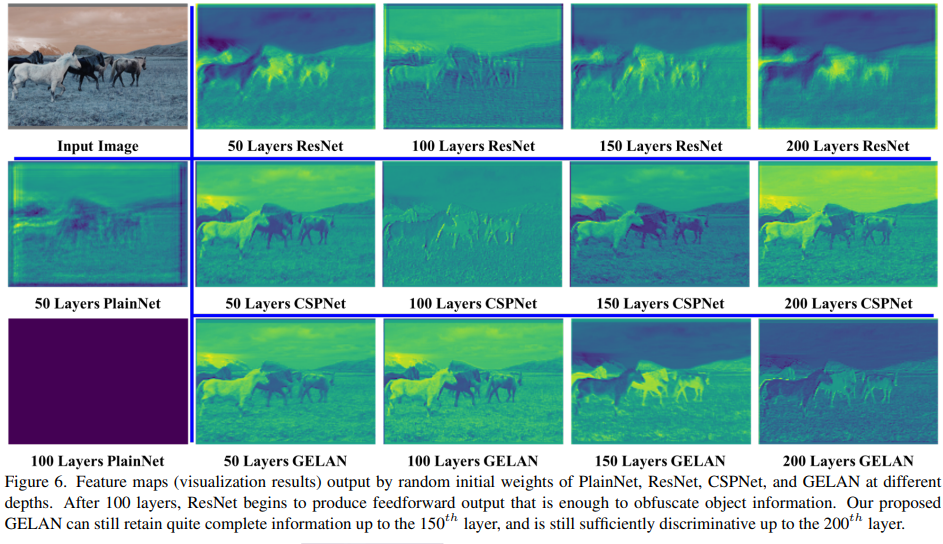 Input Image
50 Layers ResNet
100 Layers ResNet
150 Layers ResNet
200 Layers ResNet
50 Layers PlainNet
50 Layers CSPNet
100 Layers CSPNet
150 Layers CSPNet
200 Layers CSPNet
100 Layers PlainNet
50 Layers GELAN
100 Layers GELAN
150 Layers GELAN
200 Layers GELAN
Figure 6. Feature maps (visualization results) output by random initial weights of PlainNet, ResNet, CSPNet, and GELAN at different
depths. After 100 layers, ResNet begins to produce feedforward output that is enough to obfuscate object information. Our proposed
GELAN can still retain quite complete information up to the 150th layer, and is still sufficiently discriminative up to the 200th layer.